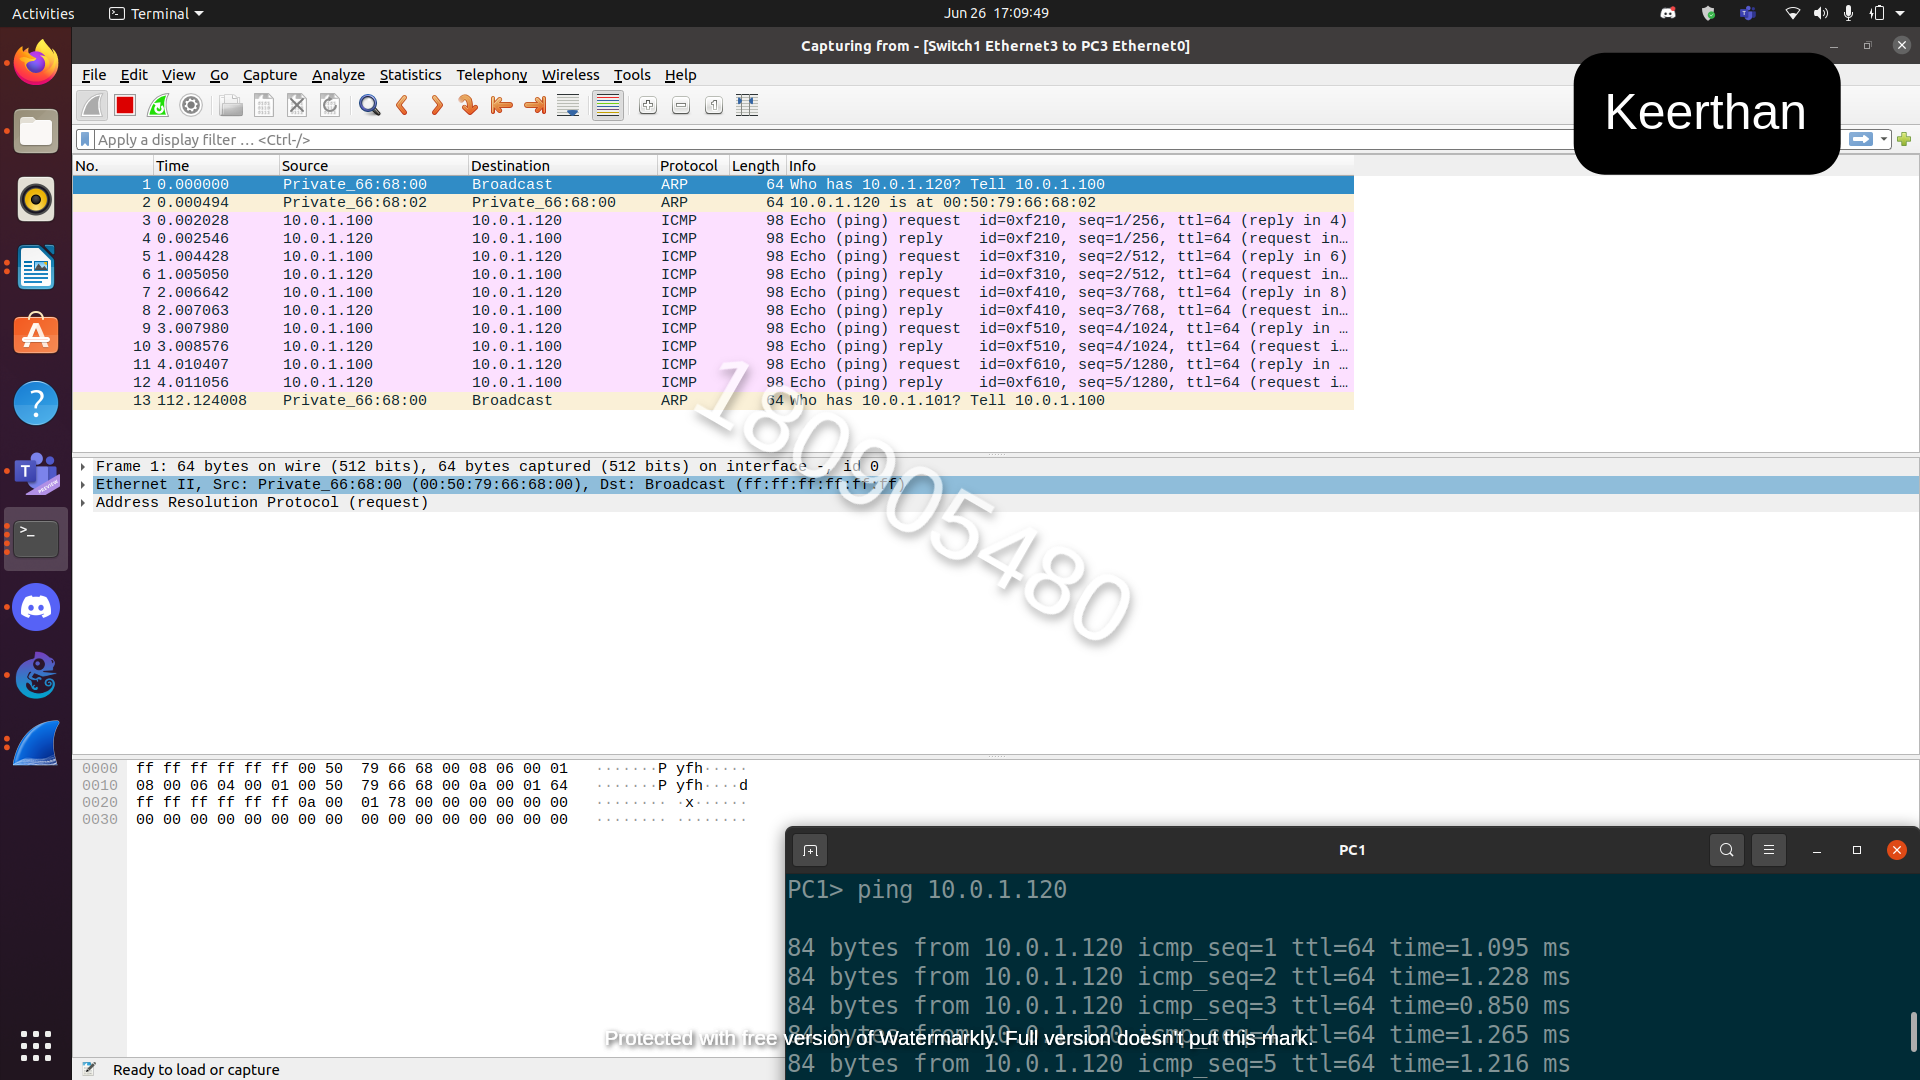 Activities Terminal Jun 26 17:09:49
Capturing from - [Switch1 Ethernet3 to PC3 Ethernet0]
File Edit View Go Capture Analyze Statistics Telephony Wireless Tools Help
Keerthan
Apply a display filter … <Ctrl-/>
No. Time Source Destination Protocol Length Info
1 0.000000 Private_66:68:00 Broadcast ARP 64 Who has 10.0.1.120? Tell 10.0.1.100
2 0.000494 Private_66:68:02 Private_66:68:00 ARP 64 10.0.1.120 is at 00:50:79:66:68:02
3 0.002028 10.0.1.100 10.0.1.120 ICMP 98 Echo (ping) request id=0xf210, seq=1/256, ttl=64 (reply in 4)
4 0.002546 10.0.1.120 10.0.1.100 ICMP 98 Echo (ping) reply id=0xf210, seq=1/256, ttl=64 (request in…
5 1.004428 10.0.1.100 10.0.1.120 ICMP 98 Echo (ping) request id=0xf310, seq=2/512, ttl=64 (reply in 6)
6 1.005050 10.0.1.120 10.0.1.100 ICMP 98 Echo (ping) reply id=0xf310, seq=2/512, ttl=64 (request in…
7 2.006642 10.0.1.100 10.0.1.120 ICMP 98 Echo (ping) request id=0xf410, seq=3/768, ttl=64 (reply in 8)
8 2.007063 10.0.1.120 10.0.1.100 ICMP 98 Echo (ping) reply id=0xf410, seq=3/768, ttl=64 (request in…
9 3.007980 10.0.1.100 10.0.1.120 ICMP 98 Echo (ping) request id=0xf510, seq=4/1024, ttl=64 (reply in …
10 3.008576 10.0.1.120 10.0.1.100 ICMP 98 Echo (ping) reply id=0xf510, seq=4/1024, ttl=64 (request i…
11 4.010407 10.0.1.100 10.0.1.120 ICMP 98 Echo (ping) request id=0xf610, seq=5/1280, ttl=64 (reply in …
12 4.011056 10.0.1.120 10.0.1.100 ICMP 98 Echo (ping) reply id=0xf610, seq=5/1280, ttl=64 (request i…
13 112.124008 Private_66:68:00 Broadcast ARP 64 Who has 10.0.1.101? Tell 10.0.1.100
180905480
Frame 1: 64 bytes on wire (512 bits), 64 bytes captured (512 bits) on interface -, id 0
Ethernet II, Src: Private_66:68:00 (00:50:79:66:68:00), Dst: Broadcast (ff:ff:ff:ff:ff:ff)
Address Resolution Protocol (request)
0000 ff ff ff ff ff ff 00 50 79 66 68 00 08 06 00 01 ·······P yfh·····
0010 08 00 06 04 00 01 00 50 79 66 68 00 0a 00 01 64 ·······P yfh····d
0020 ff ff ff ff ff ff 0a 00 01 78 00 00 00 00 00 00 ········ ·x······
0030 00 00 00 00 00 00 00 00 00 00 00 00 00 00 00 00 ········ ········
PC1
PC1> ping 10.0.1.120
84 bytes from 10.0.1.120 icmp_seq=1 ttl=64 time=1.095 ms
84 bytes from 10.0.1.120 icmp_seq=2 ttl=64 time=1.228 ms
84 bytes from 10.0.1.120 icmp_seq=3 ttl=64 time=0.850 ms
84 bytes from 10.0.1.120 icmp_seq=4 ttl=64 time=1.265 ms
Protected with free version of Watermarkly. Full version doesn't put this mark.
84 bytes from 10.0.1.120 icmp_seq=5 ttl=64 time=1.216 ms
Ready to load or capture